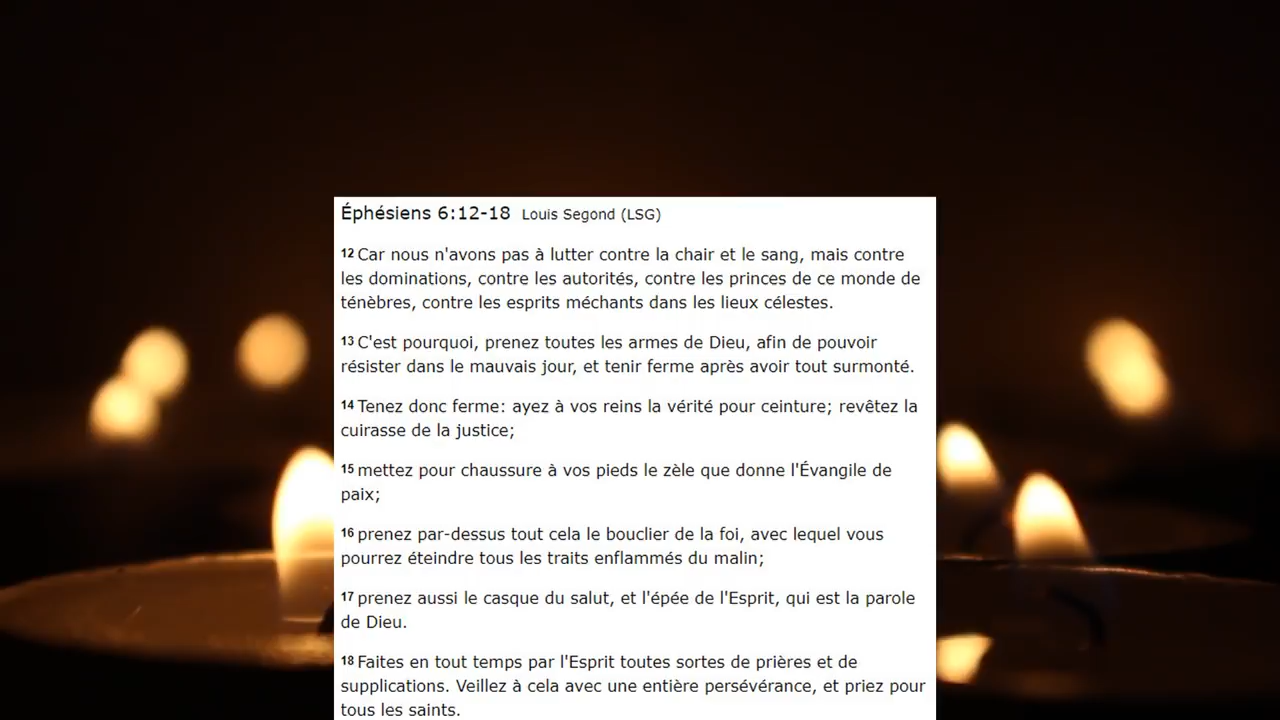 Éphésiens 6:12-18 Louis Segond (LSG)
12 Car nous n'avons pas à lutter contre la chair et le sang, mais contre
les dominations, contre les autorités, contre les princes de ce monde de
ténèbres, contre les esprits méchants dans les lieux célestes.
13 C'est pourquoi, prenez toutes les armes de Dieu, afin de pouvoir
résister dans le mauvais jour, et tenir ferme après avoir tout surmonté.
14 Tenez donc ferme: ayez à vos reins la vérité pour ceinture; revêtez la
cuirasse de la justice;
15 mettez pour chaussure à vos pieds le zèle que donne l'Évangile de
paix;
16 prenez par-dessus tout cela le bouclier de la foi, avec lequel vous
pourrez éteindre tous les traits enflammés du malin;
17 prenez aussi le casque du salut, et l'épée de l'Esprit, qui est la parole
de Dieu.
18 Faites en tout temps par l'Esprit toutes sortes de prières et de
supplications. Veillez à cela avec une entière persévérance, et priez pour
tous les saints.